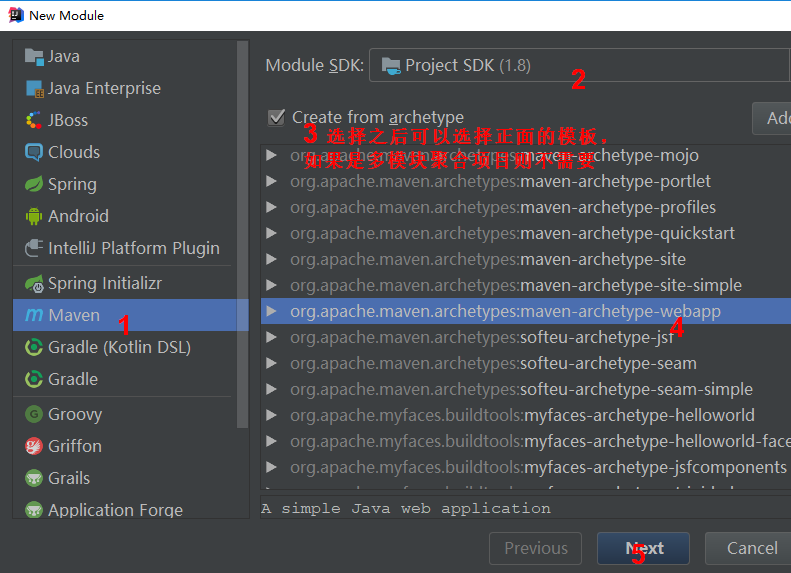 New Module
Java
Java Enterprise
JBoss
Clouds
Spring
Android
IntelliJ Platform Plugin
Spring Initializr
Maven 1
Gradle (Kotlin DSL)
Gradle
Groovy
Griffon
Grails
Application Forge
Module SDK: Project SDK (1.8) 2
Create from archetype
Add
3 选择之后可以选择正面的模板,
如果是多模块聚合项目则不需要
org.apache.maven.archetypes:maven-archetype-mojo
org.apache.maven.archetypes:maven-archetype-portlet
org.apache.maven.archetypes:maven-archetype-profiles
org.apache.maven.archetypes:maven-archetype-quickstart
org.apache.maven.archetypes:maven-archetype-site
org.apache.maven.archetypes:maven-archetype-site-simple
org.apache.maven.archetypes:maven-archetype-webapp
4
org.apache.maven.archetypes:softeu-archetype-jsf
org.apache.maven.archetypes:softeu-archetype-seam
org.apache.maven.archetypes:softeu-archetype-seam-simple
org.apache.myfaces.buildtools:myfaces-archetype-helloworld
org.apache.myfaces.buildtools:myfaces-archetype-helloworld-face
org.apache.myfaces.buildtools:myfaces-archetype-jsfcomponents
A simple Java web application
Previous
Next
5
Cancel